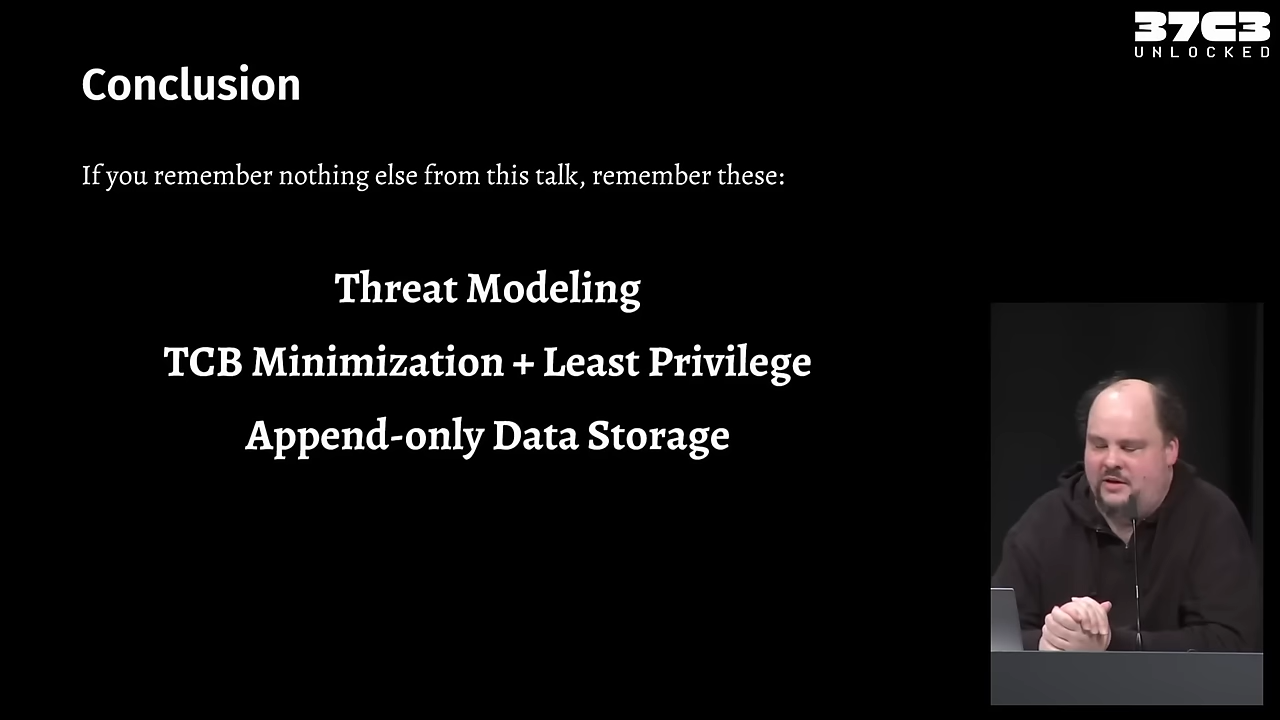 37C3
UNLOCKED
Conclusion
If you remember nothing else from this talk, remember these:
Threat Modeling
TCB Minimization + Least Privilege
Append-only Data Storage